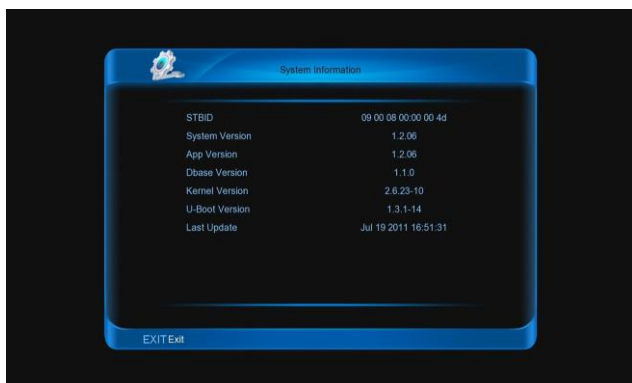 System Information
STBID 09 00 08 00:00 00 4d
System Version 1.2.06
App Version 1.2.06
Dbase Version 1.1.0
Kernel Version 2.6.23-10
U-Boot Version 1.3.1-14
Last Update Jul 19 2011 16:51:31
EXIT Exit